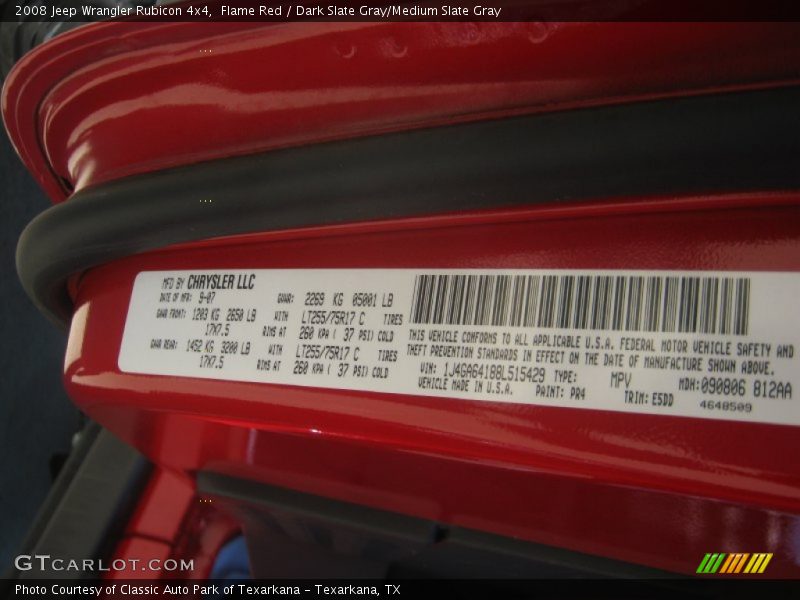 2008 Jeep Wrangler Rubicon 4x4, Flame Red / Dark Slate Gray/Medium Slate Gray
MFD BY CHRYSLER LLC
DATE OF MFR: 9-07 GVWR: 2269 KG 05001 LB
GAWR FRONT: 1203 KG 2650 LB WITH LT255/75R17 C TIRES
17X7.5 RIMS AT 260 KPA ( 37 PSI) COLD
GAWR REAR: 1452 KG 3200 LB WITH LT255/75R17 C TIRES
17X7.5 RIMS AT 260 KPA ( 37 PSI) COLD
THIS VEHICLE CONFORMS TO ALL APPLICABLE U.S.A. FEDERAL MOTOR VEHICLE SAFETY AND
THEFT PREVENTION STANDARDS IN EFFECT ON THE DATE OF MANUFACTURE SHOWN ABOVE.
VIN: 1J4GA64188L515429 TYPE: MPV MDH: 090806 812AA
VEHICLE MADE IN U.S.A. PAINT: PR4 TRIM: E5DD
4648509
GTCARLOT.COM
Photo Courtesy of Classic Auto Park of Texarkana - Texarkana, TX